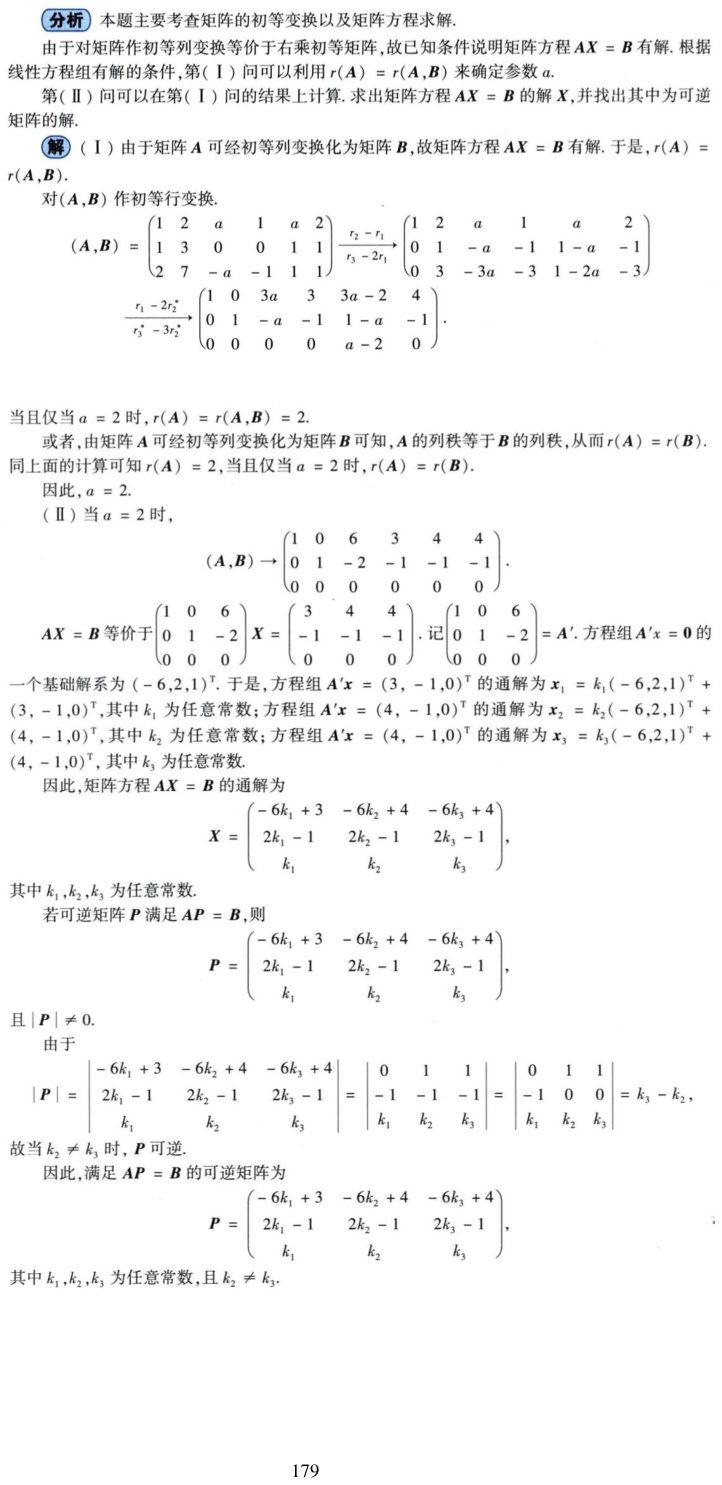 分析 本题主要考查矩阵的初等变换以及矩阵方程求解.
由于对矩阵作初等列变换等价于右乘初等矩阵,故已知条件说明矩阵方程 AX = B 有解. 根据
线性方程组有解的条件,第(Ⅰ)问可以利用 r(A) = r(A,B) 来确定参数 a.
第(Ⅱ)问可以在第(Ⅰ)问的结果上计算. 求出矩阵方程 AX = B 的解 X,并找出其中为可逆
矩阵的解.
解 (Ⅰ) 由于矩阵 A 可经初等列变换化为矩阵 B,故矩阵方程 AX = B 有解. 于是, r(A) =
r(A,B).
对(A,B) 作初等行变换.
1 2 a 1 a 2 1 2 a 1 a 2
(A,B) = 1 3 0 0 1 1 r₂ - r₁ r₃ - 2r₁ 0 1 - a - 1 1 - a - 1
2 7 - a - 1 1 1 0 3 - 3a - 3 1 - 2a - 3
1 0 3a 3 3a - 2 4
r₁ - 2r₂* r₃* - 3r₂* 0 1 - a - 1 1 - a - 1 .
0 0 0 0 a - 2 0
当且仅当 a = 2 时, r(A) = r(A,B) = 2.
或者,由矩阵 A 可经初等列变换化为矩阵 B 可知, A 的列秩等于 B 的列秩,从而 r(A) = r(B).
同上面的计算可知 r(A) = 2,当且仅当 a = 2 时, r(A) = r(B).
因此, a = 2.
(Ⅱ) 当 a = 2 时,
1 0 6 3 4 4
(A,B) → 0 1 - 2 - 1 - 1 - 1 .
0 0 0 0 0 0
1 0 6 3 4 4 1 0 6
AX = B 等价于 0 1 - 2 X = - 1 - 1 - 1 . 记 0 1 - 2 = A′. 方程组 A′x = 0 的
0 0 0 0 0 0 0 0 0
一个基础解系为 ( - 6,2,1)ᵀ. 于是,方程组 A′x = (3, - 1,0)ᵀ 的通解为 x₁ = k₁( - 6,2,1)ᵀ +
(3, - 1,0)ᵀ,其中 k₁ 为任意常数; 方程组 A′x = (4, - 1,0)ᵀ 的通解为 x₂ = k₂( - 6,2,1)ᵀ +
(4, - 1,0)ᵀ, 其中 k₂ 为任意常数; 方程组 A′x = (4, - 1,0)ᵀ 的通解为 x₃ = k₃( - 6,2,1)ᵀ +
(4, - 1,0)ᵀ, 其中 k₃ 为任意常数.
因此,矩阵方程 AX = B 的通解为
- 6k₁ + 3 - 6k₂ + 4 - 6k₃ + 4
X = 2k₁ - 1 2k₂ - 1 2k₃ - 1 ,
k₁ k₂ k₃
其中 k₁,k₂,k₃ 为任意常数.
若可逆矩阵 P 满足 AP = B,则
- 6k₁ + 3 - 6k₂ + 4 - 6k₃ + 4
P = 2k₁ - 1 2k₂ - 1 2k₃ - 1 ,
k₁ k₂ k₃
且 | P | ≠ 0.
由于
- 6k₁ + 3 - 6k₂ + 4 - 6k₃ + 4 0 1 1 0 1 1
| P | = 2k₁ - 1 2k₂ - 1 2k₃ - 1 = - 1 - 1 - 1 = - 1 0 0 = k₃ - k₂,
k₁ k₂ k₃ k₁ k₂ k₃ k₁ k₂ k₃
故当 k₂ ≠ k₃ 时, P 可逆.
因此,满足 AP = B 的可逆矩阵为
- 6k₁ + 3 - 6k₂ + 4 - 6k₃ + 4
P = 2k₁ - 1 2k₂ - 1 2k₃ - 1 ,
k₁ k₂ k₃
其中 k₁,k₂,k₃ 为任意常数,且 k₂ ≠ k₃.
179